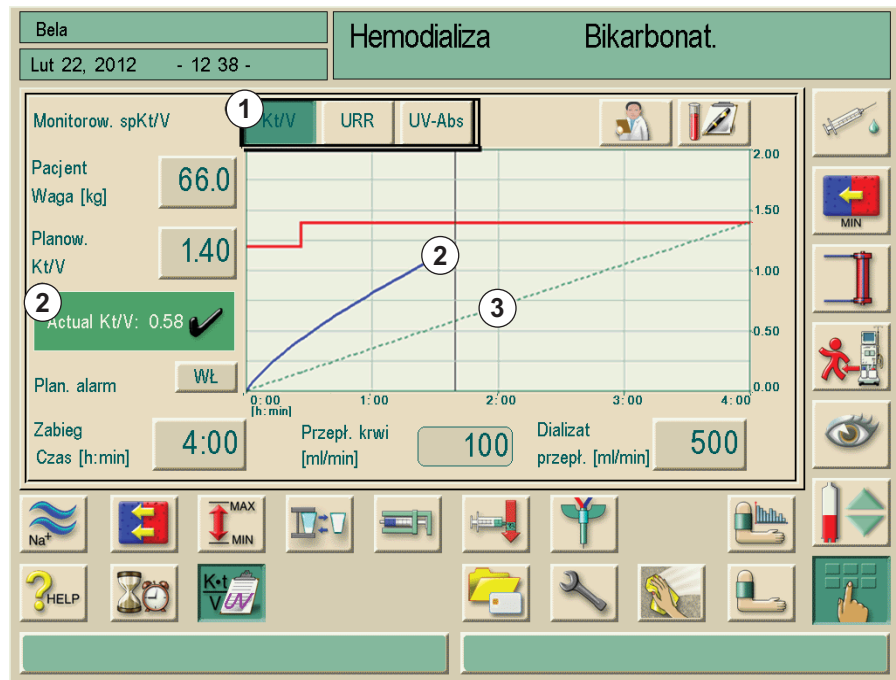 Bela
Hemodializa Bikarbonat.
Lut 22, 2012 - 12 38 -
Monitorow. spKt/V
1
Kt/V URR UV-Abs
Pacjent
Waga [kg]
66.0
Planow.
Kt/V
1.40
2
Actual Kt/V: 0.58
Plan. alarm
WŁ
2.00
1.50
1.00
0.50
0.00
2
3
0:00 1:00 2:00 3:00 4:00
[h:min]
Zabieg
Czas [h:min]
4:00
Przepł. krwi
[ml/min]
100
Dializat
przepł. [ml/min]
500
MIN
Na+
MAX
MIN
HELP
K•t
V UV